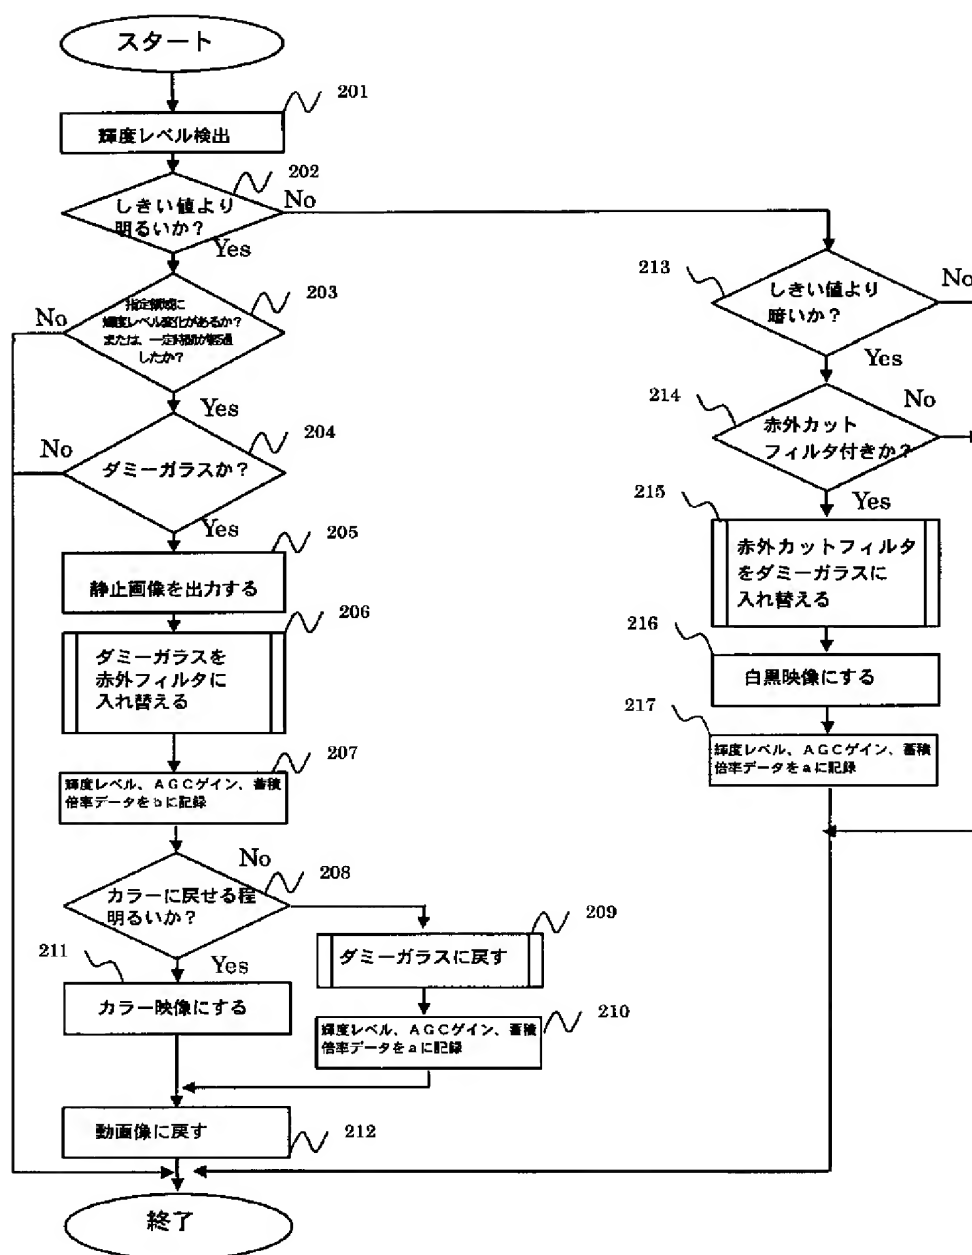 スタート
201
輝度レベル検出
202
しきい値より
明るいか？
No
Yes
203
指定領域に
輝度レベル変化があるか？
または、一定時間が経過
したか？
No
Yes
204
ダミーガラスか？
No
Yes
205
静止画像を出力する
206
ダミーガラスを
赤外フィルタに
入れ替える
207
輝度レベル、AGCゲイン、蓄積
倍率データをbに記録
208
カラーに戻せる程
明るいか？
No
Yes
209
ダミーガラスに戻す
210
輝度レベル、AGCゲイン、蓄積
倍率データをaに記録
211
カラー映像にする
動画像に戻す
212
終了
213
しきい値より
暗いか？
No
Yes
214
赤外カット
フィルタ付きか？
No
Yes
215
赤外カットフィルタ
をダミーガラスに
入れ替える
216
白黒映像にする
217
輝度レベル、AGCゲイン、蓄積
倍率データをaに記録